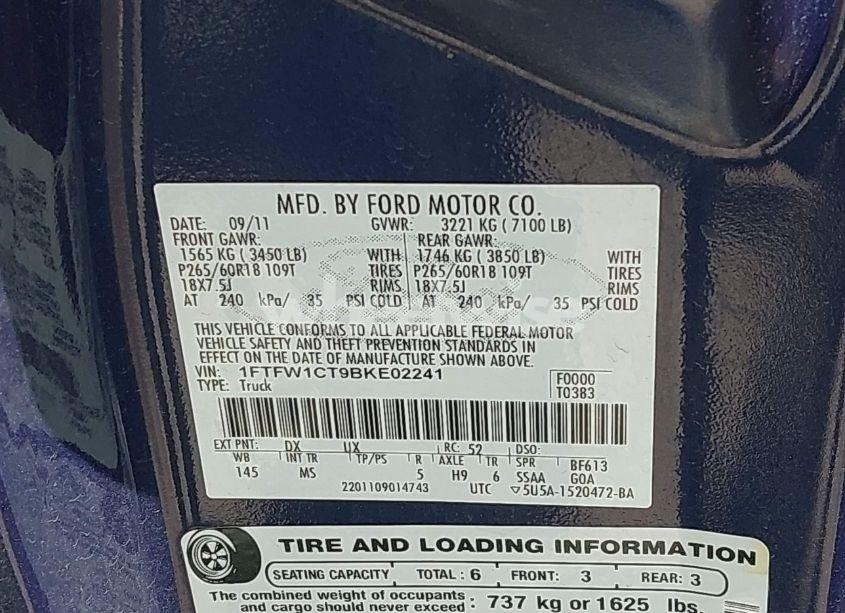 MFD. BY FORD MOTOR CO.
DATE: 09/11 GVWR: 3221 KG ( 7100 LB)
FRONT GAWR: REAR GAWR:
1565 KG ( 3450 LB) WITH 1746 KG ( 3850 LB) WITH
P265/60R18 109T TIRES P265/60R18 109T TIRES
18X7.5J RIMS 18X7.5J RIMS
AT 240 kPa/ 35 PSI COLD AT 240 kPa/ 35 PSI COLD
THIS VEHICLE CONFORMS TO ALL APPLICABLE FEDERAL MOTOR
VEHICLE SAFETY AND THEFT PREVENTION STANDARDS IN
EFFECT ON THE DATE OF MANUFACTURE SHOWN ABOVE.
VIN: 1FTFW1CT9BKE02241 F0000
TYPE: Truck T0383
EXT PNT: DX UX RC: 52 DSO:
WB INT TR TP/PS R AXLE TR SPR BF613
145 MS 5 H9 6 SSAA GOA
2201109014743 UTC ▽5U5A-1520472-BA
TIRE AND LOADING INFORMATION
SEATING CAPACITY TOTAL : 6 FRONT: 3 REAR: 3
The combined weight of occupants
and cargo should never exceed : 737 kg or 1625 lbs.